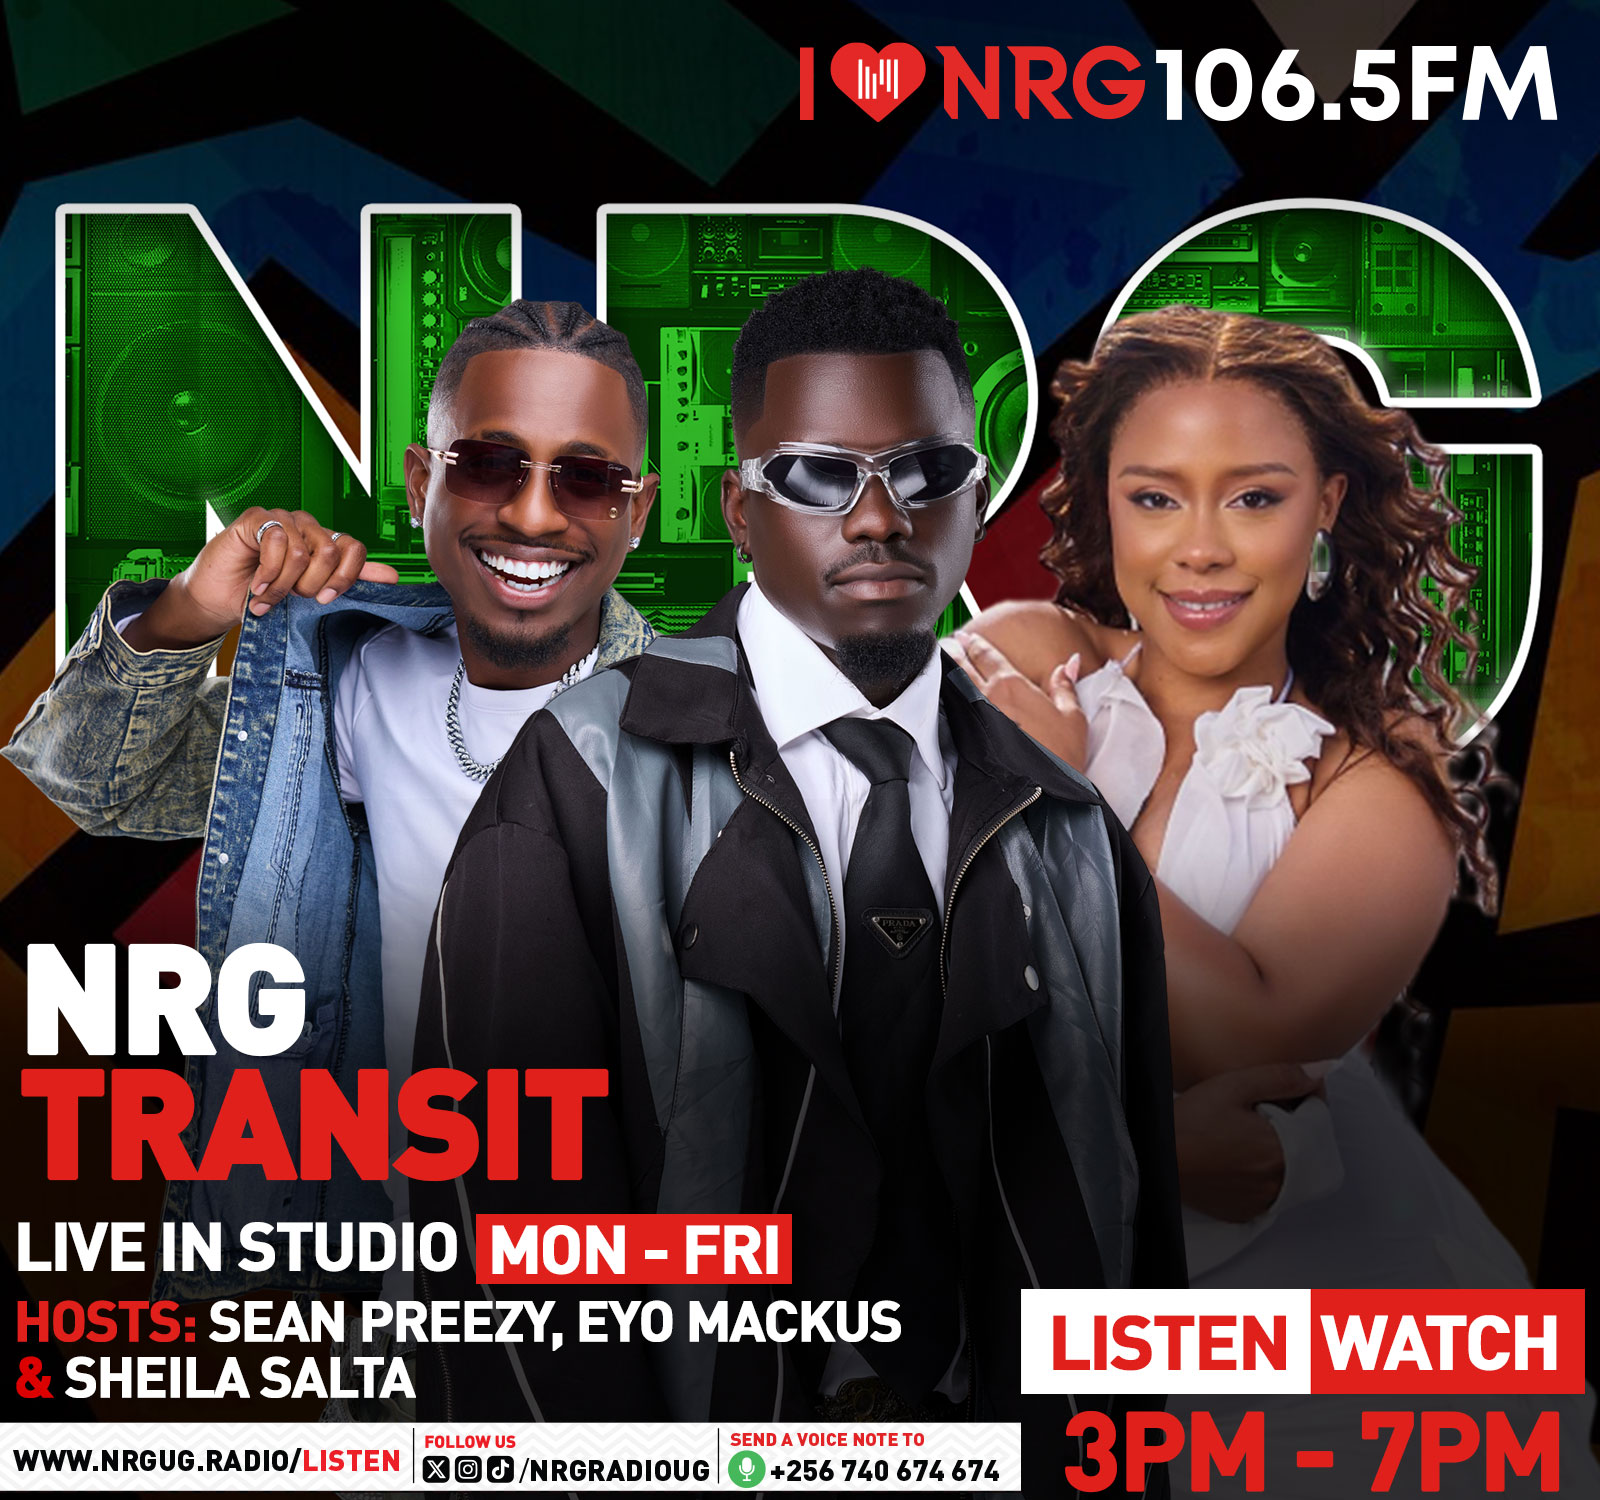 I NRG106.5FM
NRG
PRADA
NRG
TRANSIT
LIVE IN STUDIO MON - FRI
HOSTS: SEAN PREEZY, EYO MACKUS
& SHEILA SALTA
LISTEN WATCH
3PM - 7PM
WWW.NRGUG.RADIO/LISTEN
FOLLOW US
/NRGRADIOUG
SEND A VOICE NOTE TO
+256 740 674 674